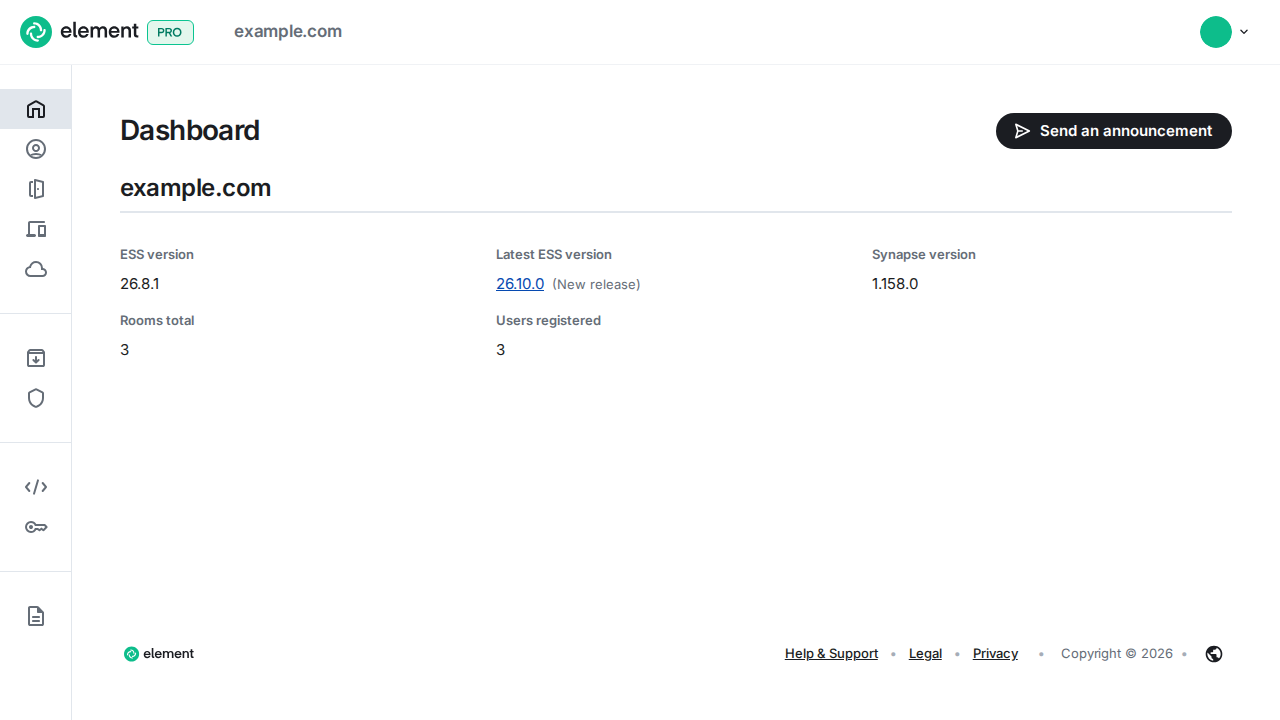 element PRO example.com
Dashboard
Send an announcement
example.com
ESS version Latest ESS version Synapse version
26.8.1 26.10.0 (New release) 1.158.0
Rooms total Users registered
3 3
element Help & Support • Legal • Privacy • Copyright © 2026 •